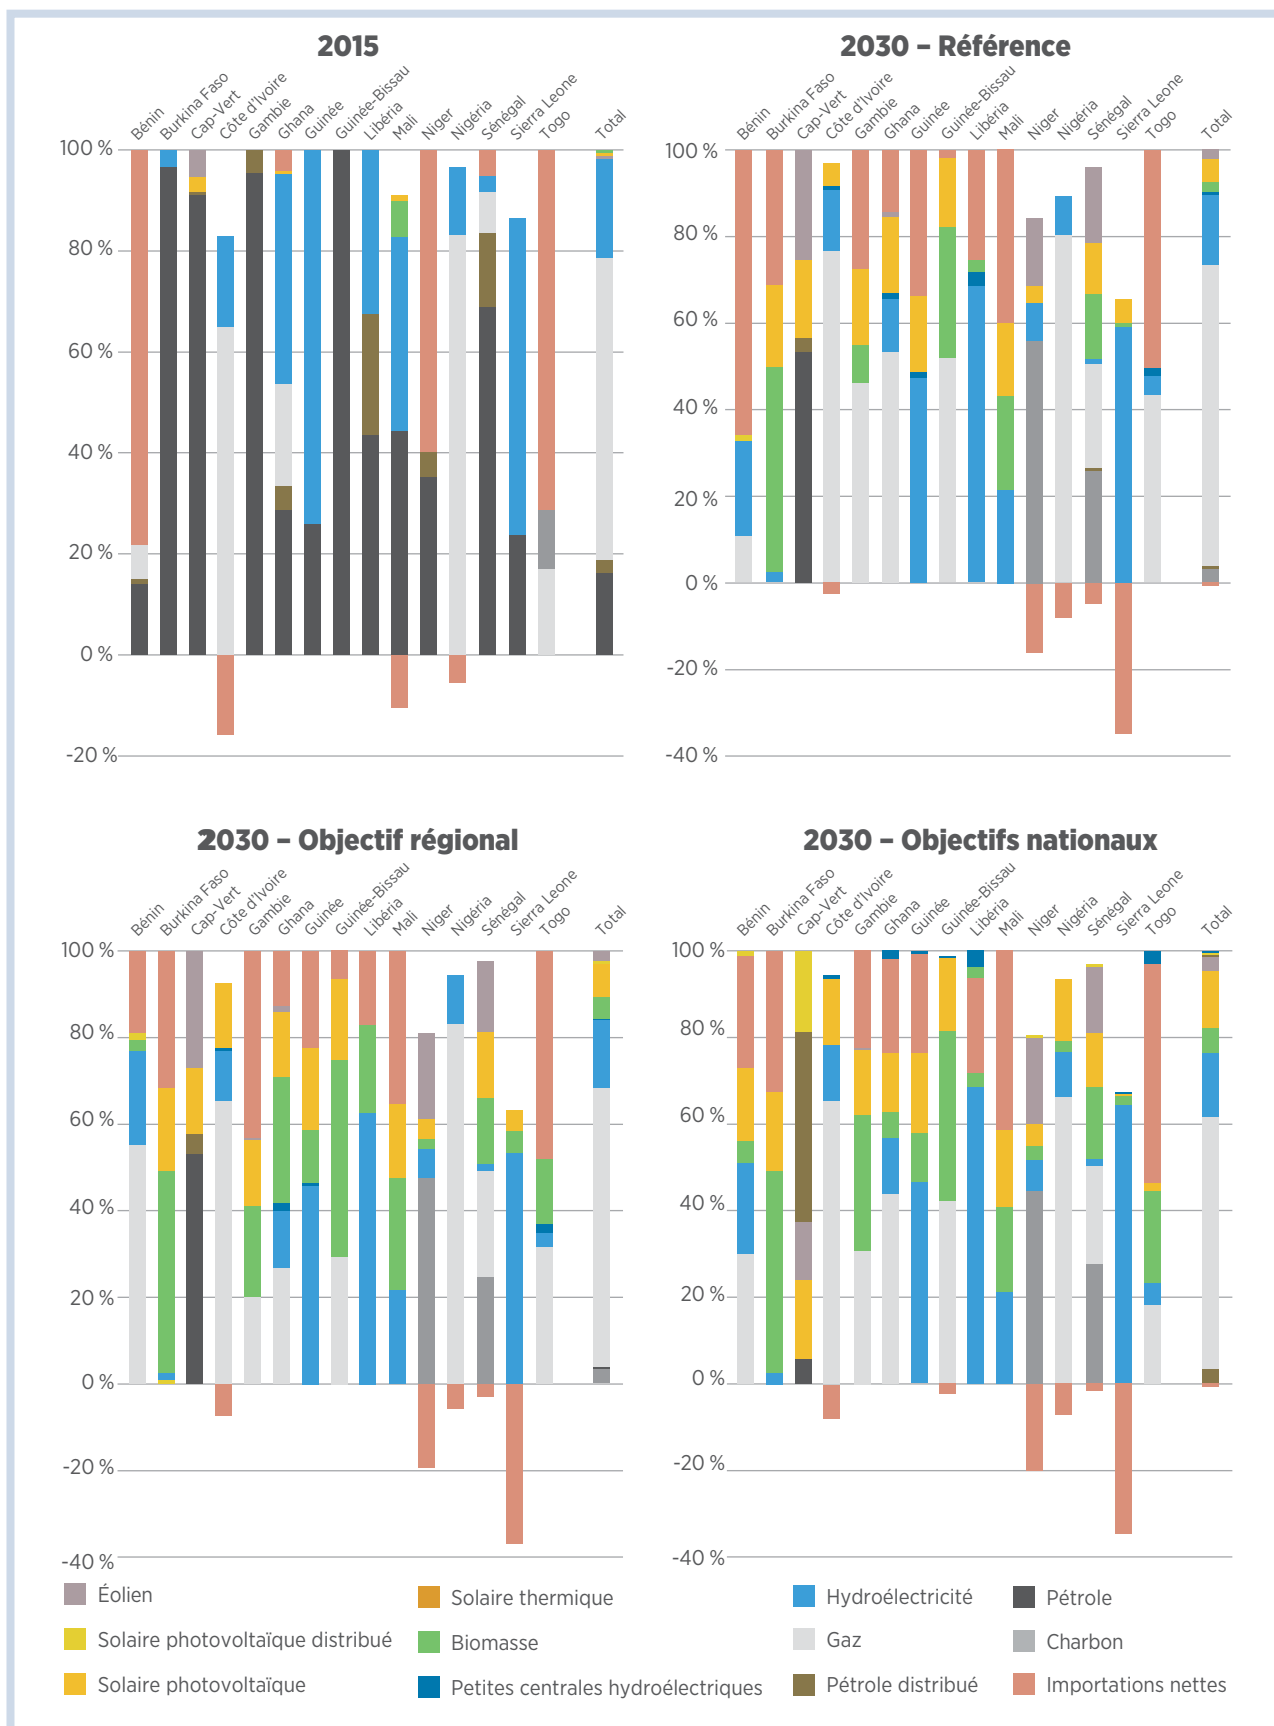 2015
Bénin
Burkina Faso
Cap-Vert
Côte d'Ivoire
Gambie
Ghana
Guinée
Guinée-Bissau
Libéria
Mali
Niger
Nigéria
Sénégal
Sierra Leone
Togo
Total
100 %
80 %
60 %
40 %
20 %
0 %
-20 %
2030 – Référence
Bénin
Burkina Faso
Cap-Vert
Côte d'Ivoire
Gambie
Ghana
Guinée
Guinée-Bissau
Libéria
Mali
Niger
Nigéria
Sénégal
Sierra Leone
Togo
Total
100 %
80 %
60 %
40 %
20 %
0 %
-20 %
-40 %
2030 – Objectif régional
Bénin
Burkina Faso
Cap-Vert
Côte d'Ivoire
Gambie
Ghana
Guinée
Guinée-Bissau
Libéria
Mali
Niger
Nigéria
Sénégal
Sierra Leone
Togo
Total
100 %
80 %
60 %
40 %
20 %
0 %
-20 %
-40 %
2030 – Objectifs nationaux
Bénin
Burkina Faso
Cap-Vert
Côte d'Ivoire
Gambie
Ghana
Guinée
Guinée-Bissau
Libéria
Mali
Niger
Nigéria
Sénégal
Sierra Leone
Togo
Total
100 %
80 %
60 %
40 %
20 %
0 %
-20 %
-40 %
Éolien
Solaire photovoltaïque distribué
Solaire photovoltaïque
Solaire thermique
Biomasse
Petites centrales hydroélectriques
Hydroélectricité
Gaz
Pétrole distribué
Pétrole
Charbon
Importations nettes